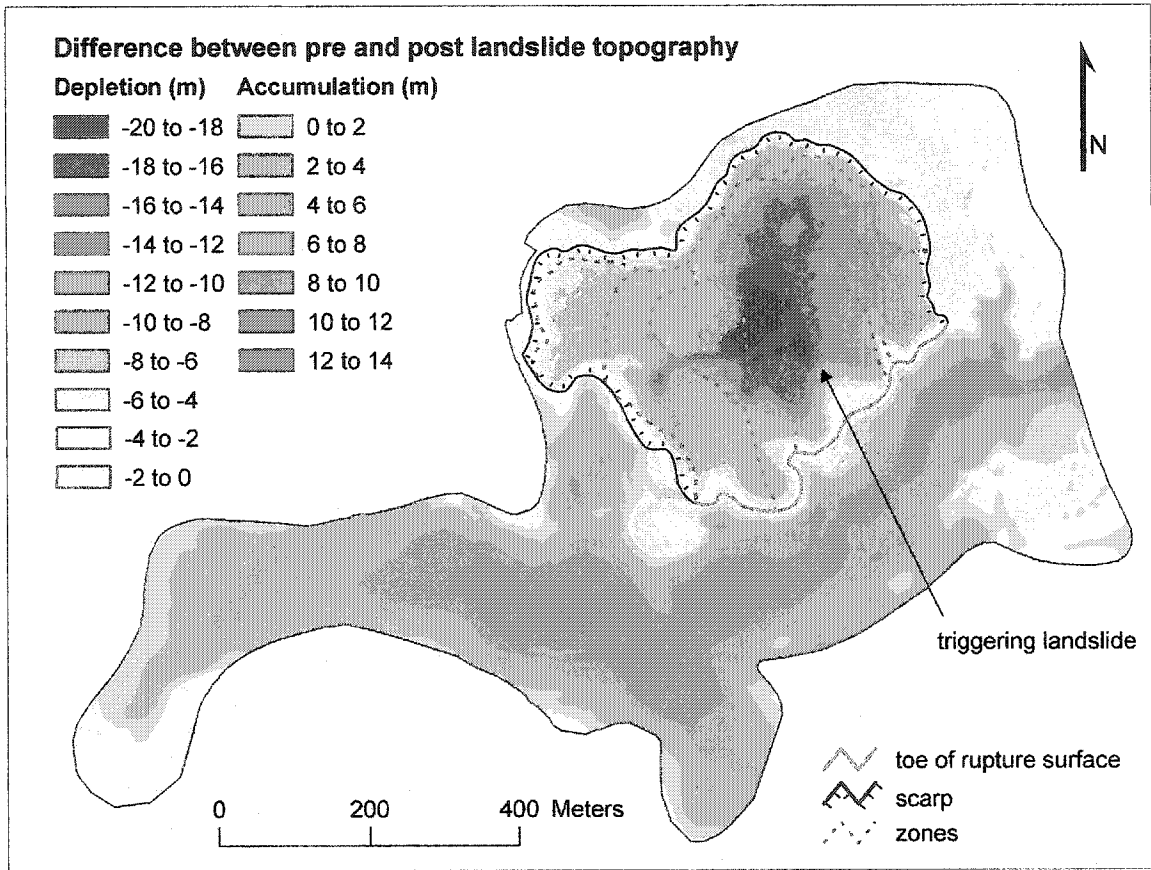 Difference between pre and post landslide topography
Depletion (m) Accumulation (m)
-20 to -18 0 to 2
-18 to -16 2 to 4
-16 to -14 4 to 6
-14 to -12 6 to 8
-12 to -10 8 to 10
-10 to -8 10 to 12
-8 to -6 12 to 14
-6 to -4
-4 to -2
-2 to 0
N
triggering landslide
toe of rupture surface
scarp
zones
0 200 400 Meters